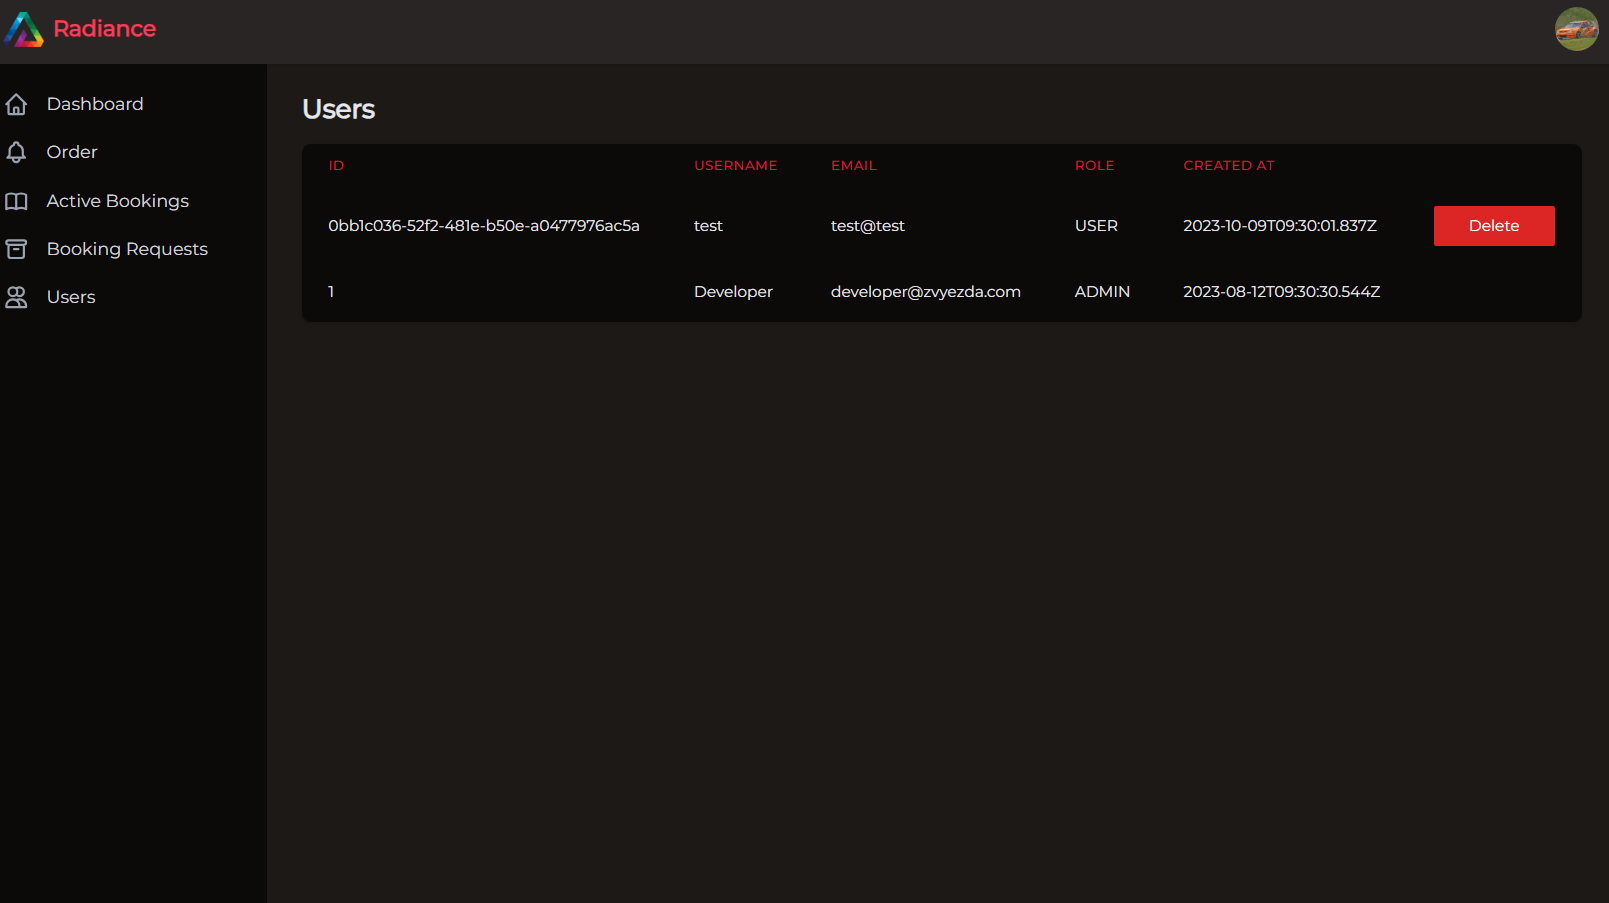 Radiance
Dashboard
Order
Active Bookings
Booking Requests
Users
Users
ID USERNAME EMAIL ROLE CREATED AT
0bb1c036-52f2-481e-b50e-a0477976ac5a test test@test USER 2023-10-09T09:30:01.837Z Delete
1 Developer developer@zvyezda.com ADMIN 2023-08-12T09:30:30.544Z